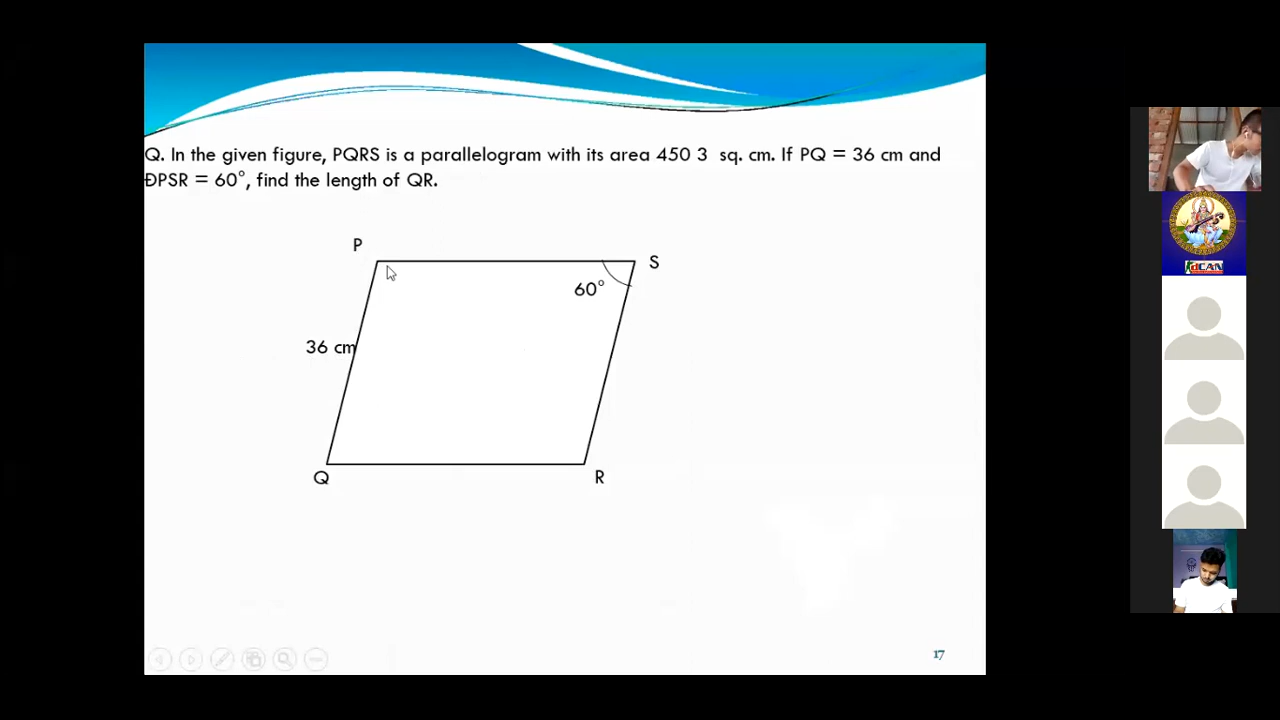 Q. In the given figure, PQRS is a parallelogram with its area 450 3 sq. cm. If PQ = 36 cm and
ÐPSR = 60°, find the length of QR.
P
S
60°
36 cm
Q
R
17
dCAN